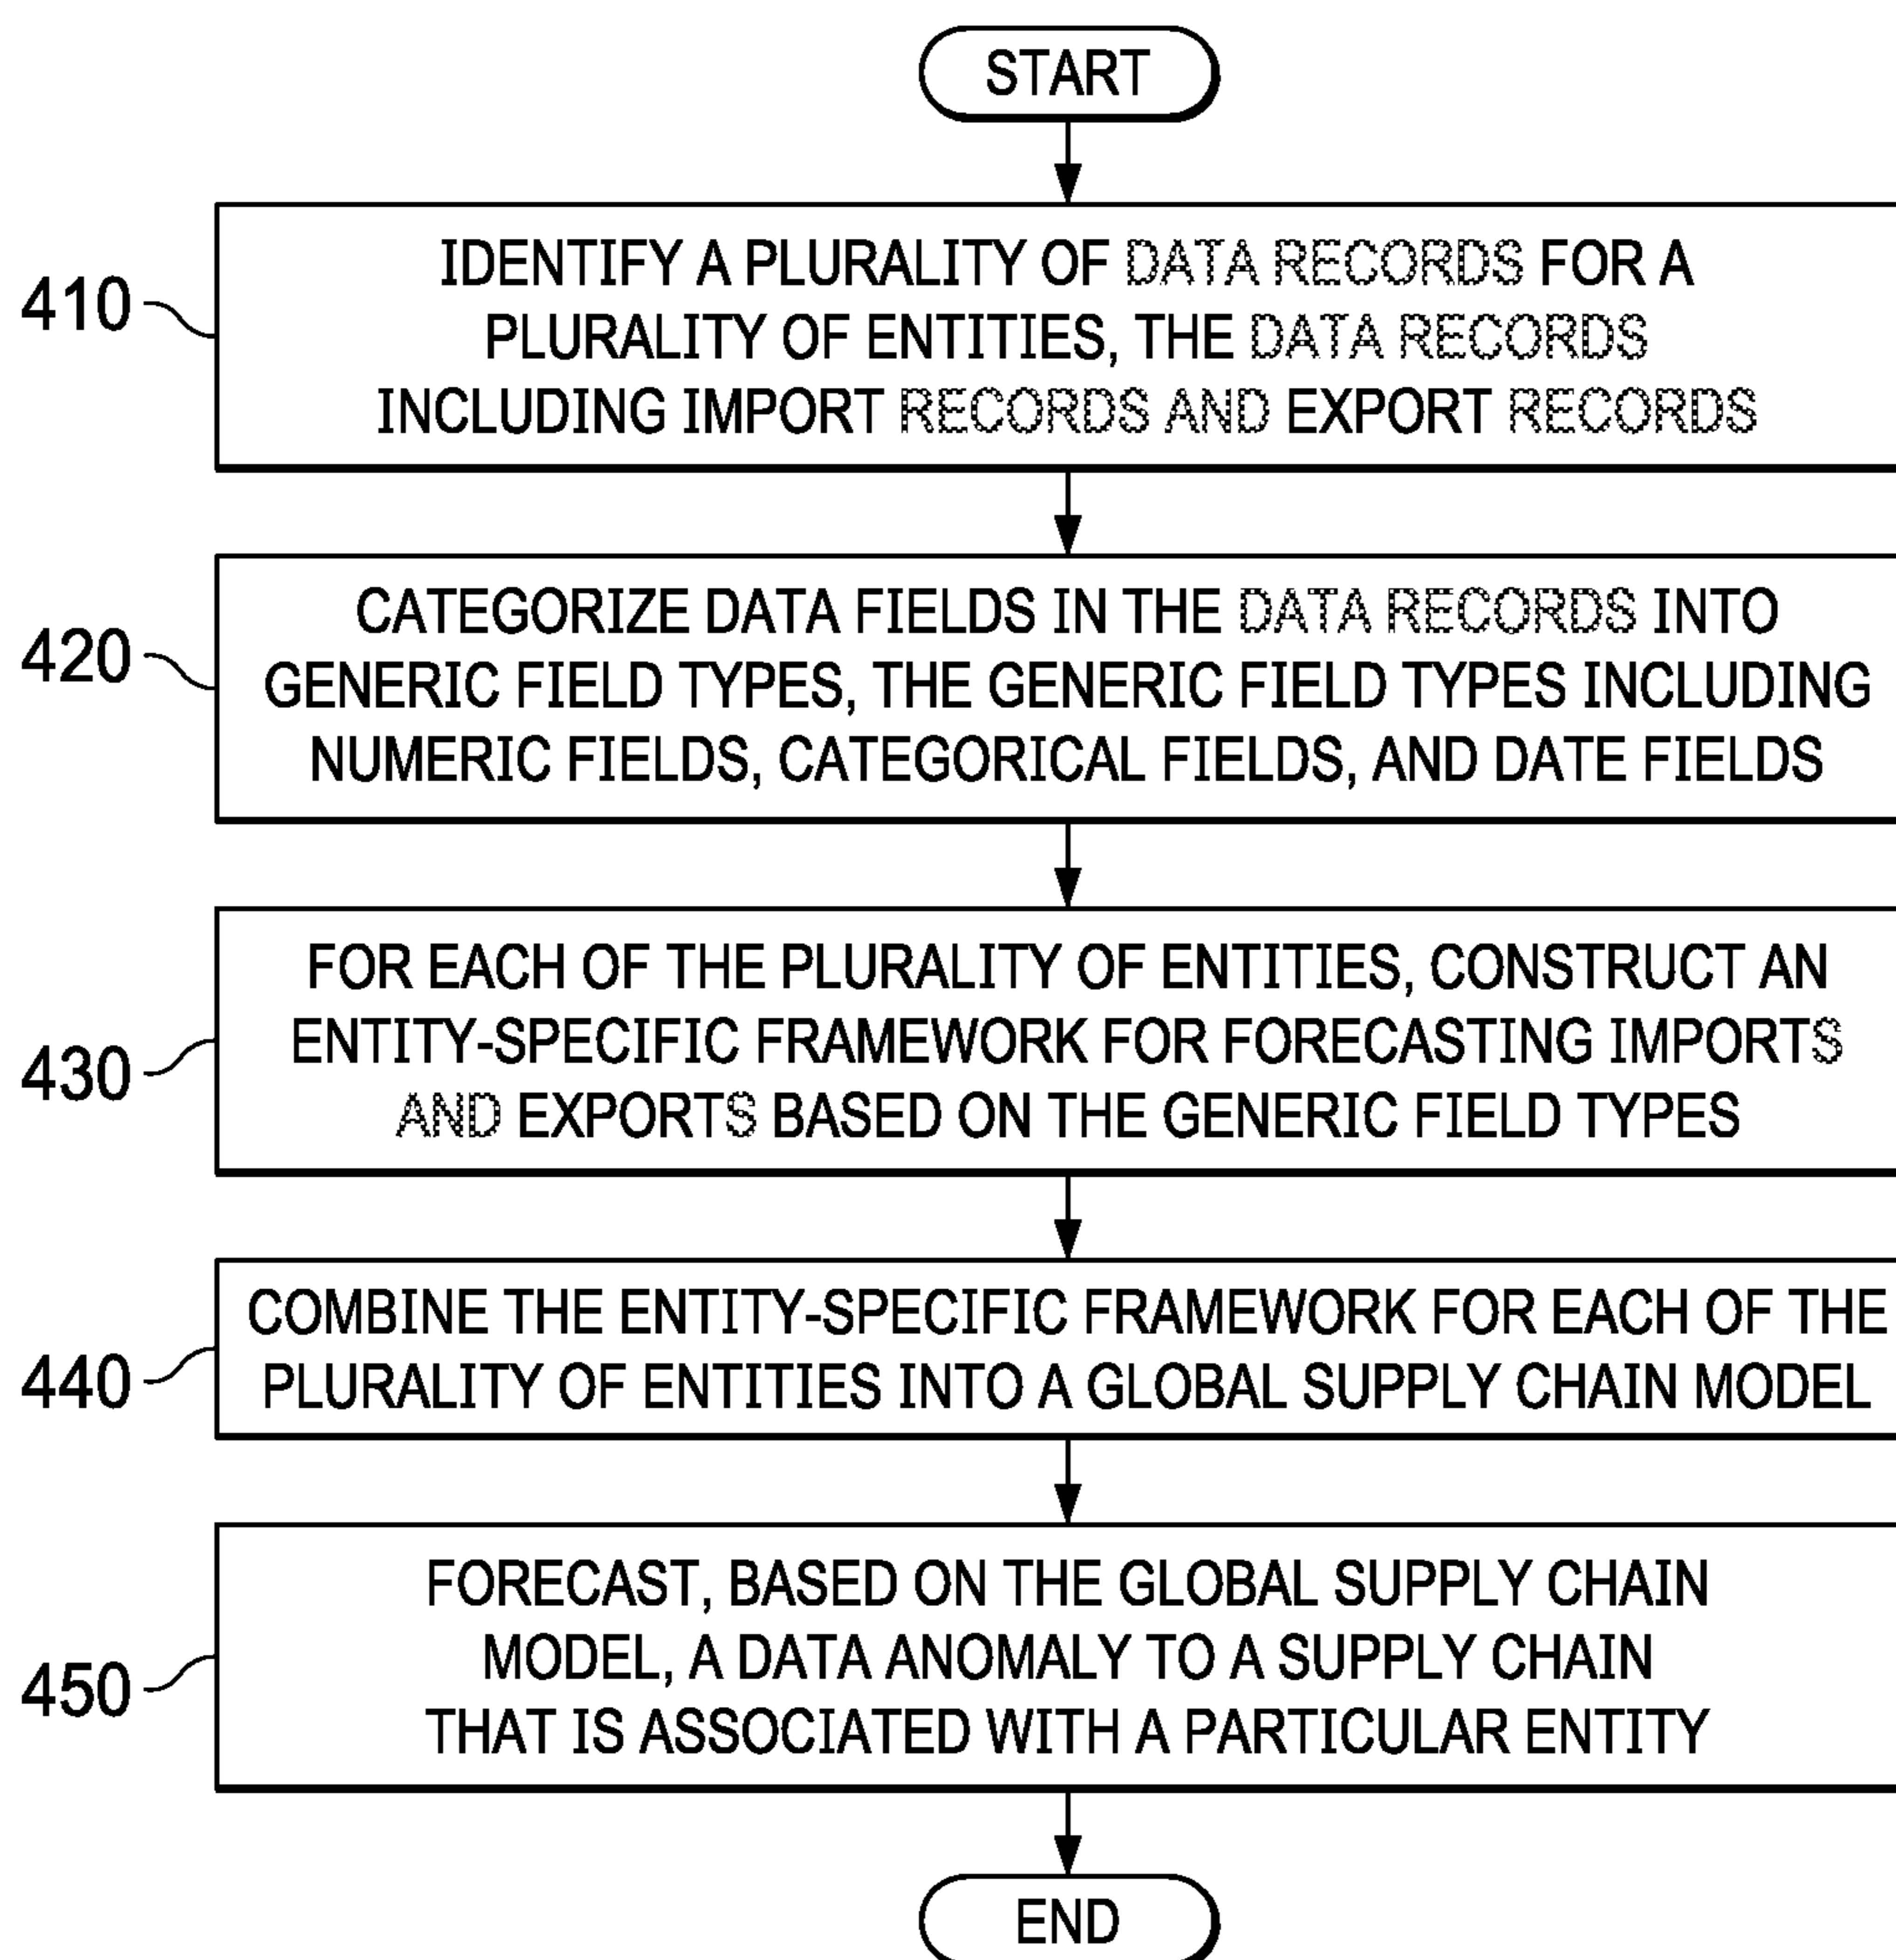 START
410
IDENTIFY A PLURALITY OF DATA RECORDS FOR A
PLURALITY OF ENTITIES, THE DATA RECORDS
INCLUDING IMPORT RECORDS AND EXPORT RECORDS
420
CATEGORIZE DATA FIELDS IN THE DATA RECORDS INTO
GENERIC FIELD TYPES, THE GENERIC FIELD TYPES INCLUDING
NUMERIC FIELDS, CATEGORICAL FIELDS, AND DATE FIELDS
430
FOR EACH OF THE PLURALITY OF ENTITIES, CONSTRUCT AN
ENTITY-SPECIFIC FRAMEWORK FOR FORECASTING IMPORTS
AND EXPORTS BASED ON THE GENERIC FIELD TYPES
440
COMBINE THE ENTITY-SPECIFIC FRAMEWORK FOR EACH OF THE
PLURALITY OF ENTITIES INTO A GLOBAL SUPPLY CHAIN MODEL
450
FORECAST, BASED ON THE GLOBAL SUPPLY CHAIN
MODEL, A DATA ANOMALY TO A SUPPLY CHAIN
THAT IS ASSOCIATED WITH A PARTICULAR ENTITY
END